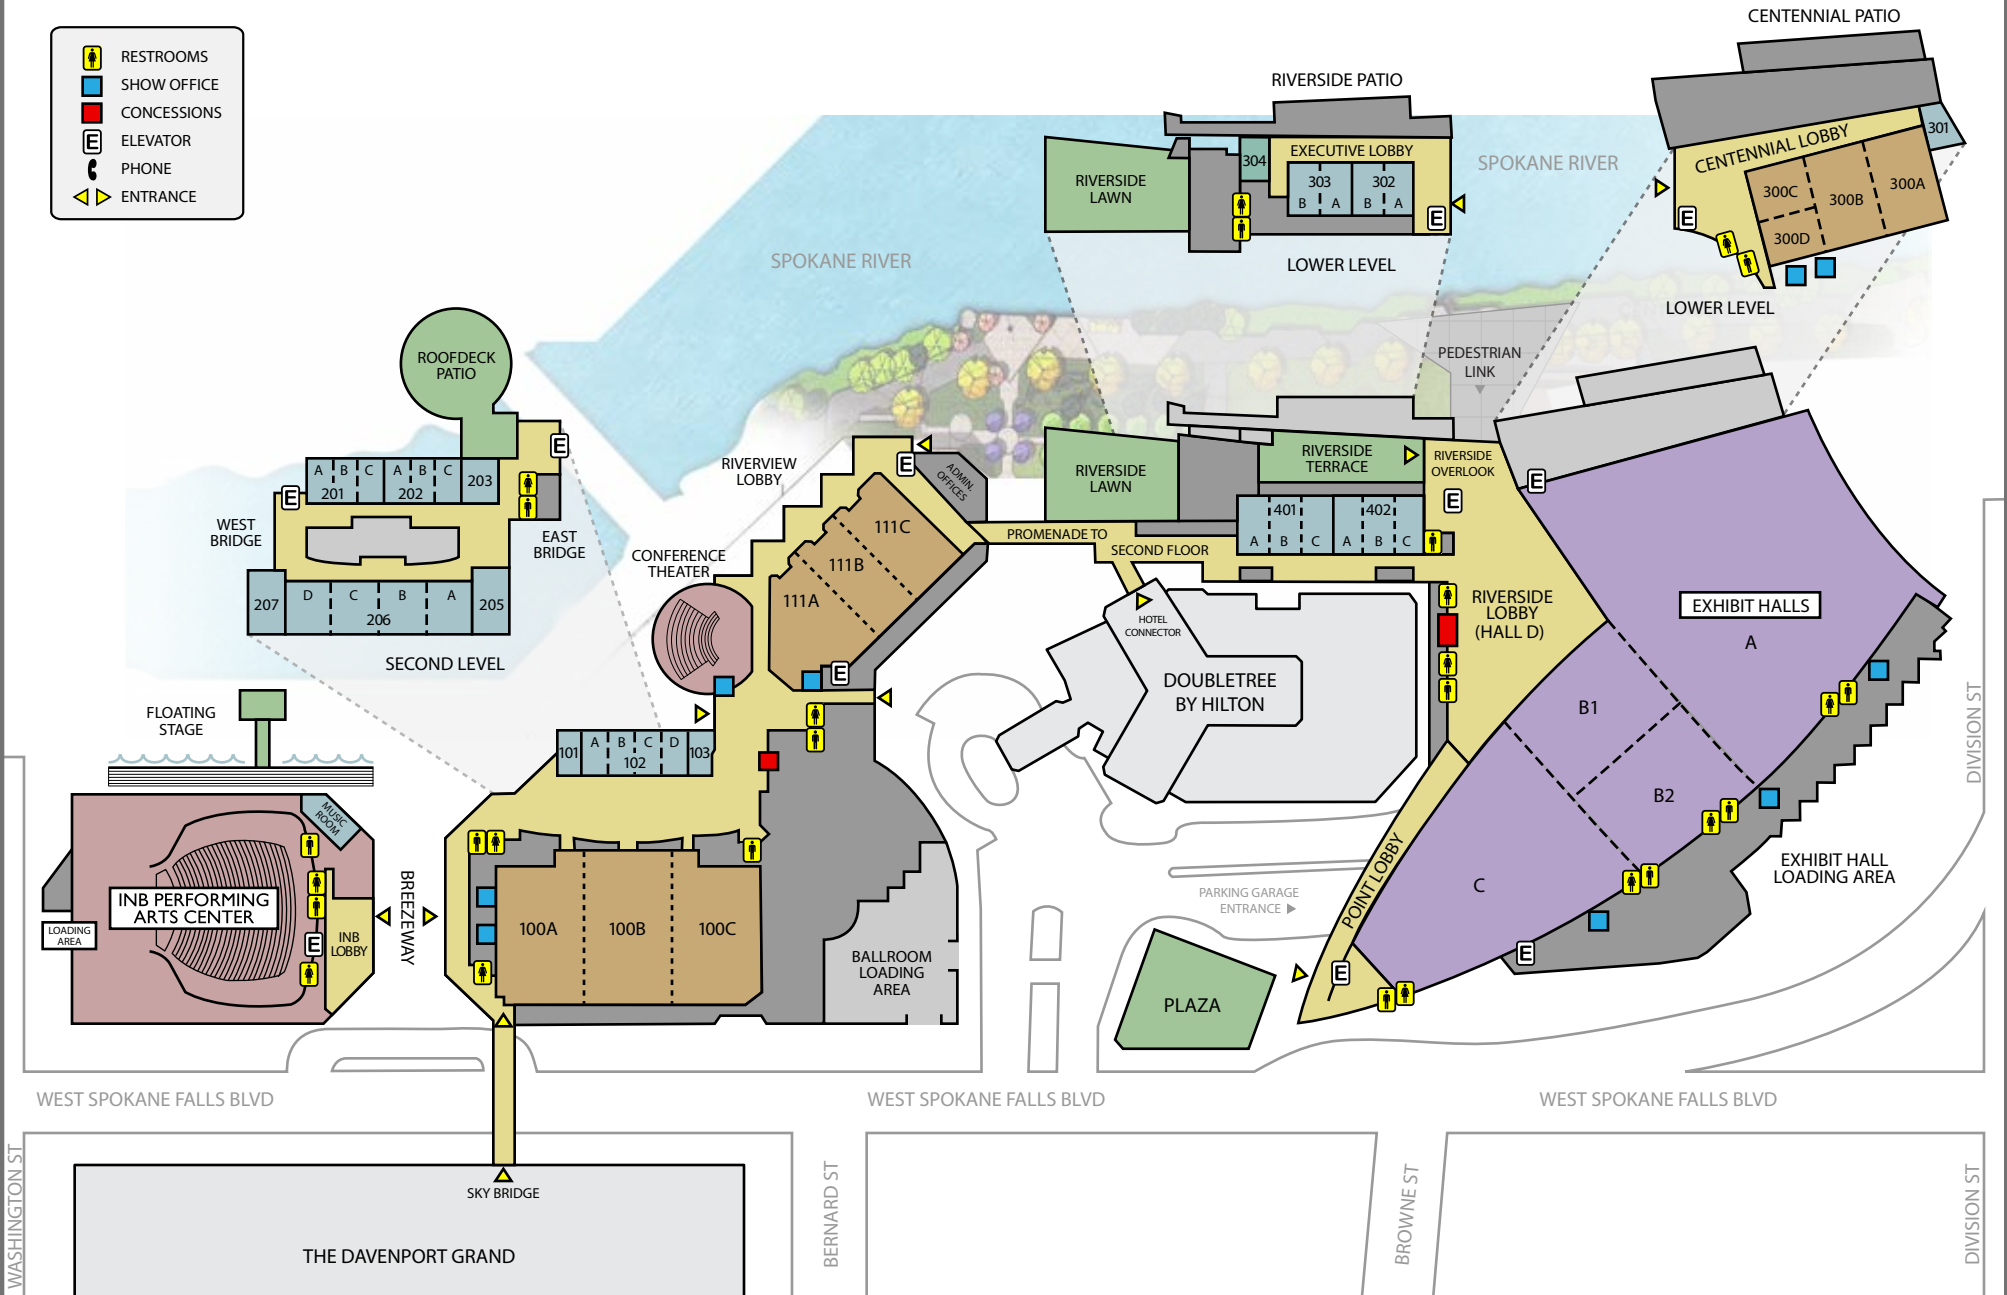 RESTROOMS
SHOW OFFICE
CONCESSIONS
E ELEVATOR
PHONE
ENTRANCE
CENTENNIAL PATIO
301
CENTENNIAL LOBBY
300C
300B
300A
300D
E
LOWER LEVEL
RIVERSIDE PATIO
304
EXECUTIVE LOBBY
303
302
B A B A
E
RIVERSIDE
LAWN
LOWER LEVEL
SPOKANE RIVER
SPOKANE RIVER
PEDESTRIAN
LINK
ROOFDECK
PATIO
E
A B C A B C
201 202 203
E
WEST
BRIDGE
EAST
BRIDGE
207
D C B A
206
205
SECOND LEVEL
RIVERVIEW
LOBBY
E
ADMIN.
OFFICES
111C
111B
111A
E
CONFERENCE
THEATER
PROMENADE TO
SECOND FLOOR
RIVERSIDE
LAWN
RIVERSIDE
TERRACE
RIVERSIDE
OVERLOOK
E
E
401 402
A B C A B C
RIVERSIDE
LOBBY
(HALL D)
EXHIBIT HALLS
A
B1
B2
C
HOTEL
CONNECTOR
DOUBLETREE
BY HILTON
FLOATING
STAGE
101
A B C D
102
103
MUSIC
ROOM
INB PERFORMING
ARTS CENTER
LOADING
AREA
E
INB
LOBBY
BREEZEWAY
100A
100B
100C
BALLROOM
LOADING
AREA
PARKING GARAGE
ENTRANCE
POINT LOBBY
E
E
PLAZA
EXHIBIT HALL
LOADING AREA
DIVISION ST
WEST SPOKANE FALLS BLVD
WEST SPOKANE FALLS BLVD
WEST SPOKANE FALLS BLVD
WASHINGTON ST
SKY BRIDGE
THE DAVENPORT GRAND
BERNARD ST
BROWNE ST
DIVISION ST